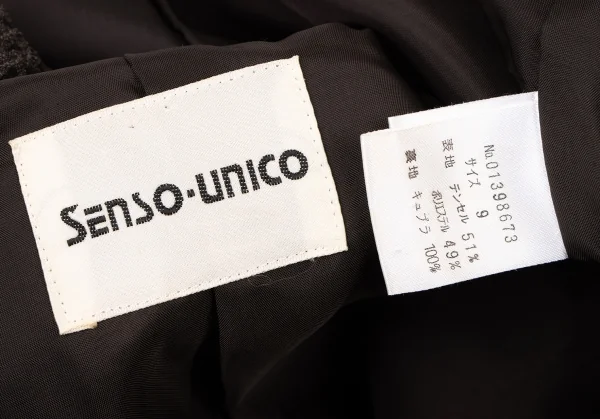 SENSO-UNICO
No.01398673
サイズ 9
表地 テンセル 51%
ポリエステル 49%
裏地 キュプラ 100%